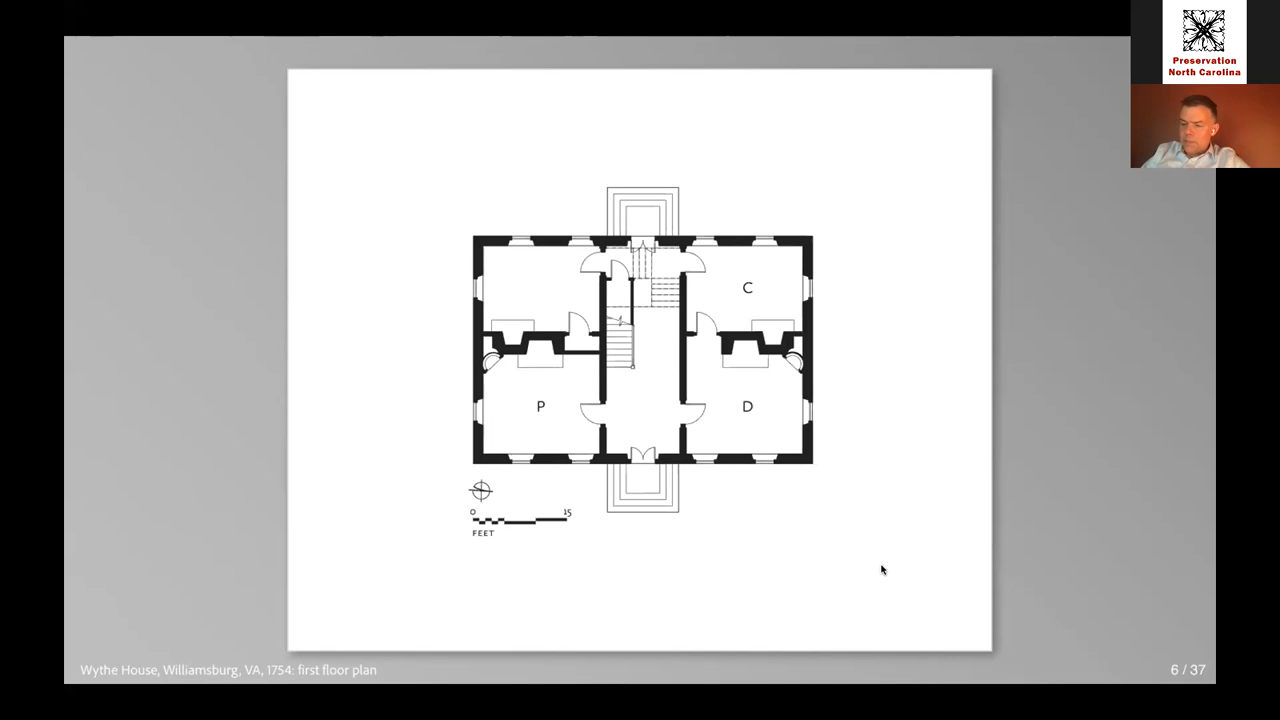 Preservation
North Carolina
C
P
D
0 15
FEET
Wythe House, Williamsburg, VA, 1754: first floor plan
6 / 37